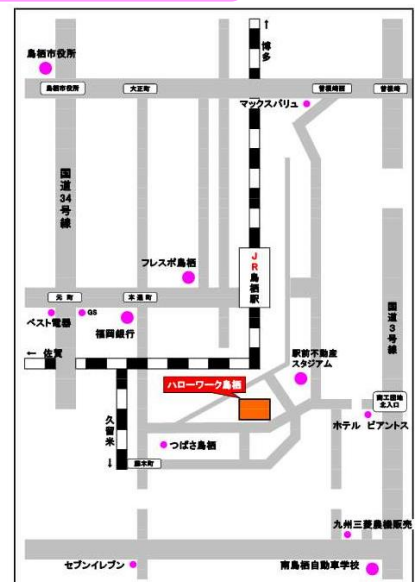 ↑
博多
鳥栖市役所
鳥栖市役所
大正町
曽根崎西
曽根崎
マックスバリュ
国道34号線
フレスポ鳥栖
JR鳥栖駅
国道3号線
元町
本通町
ベスト電器
GS
福岡銀行
← 佐賀
駅前不動産
スタジアム
ハローワーク鳥栖
商工団地
北入口
ホテル ビアントス
久留米
↓
つばさ鳥栖
藤木町
九州三菱農機販売
セブンイレブン
南鳥栖自動車学校